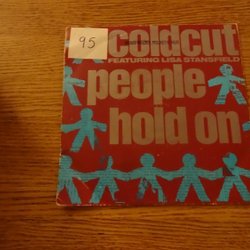 95
coldcut
FEATURING LISA STANSFIELD
people
hold on